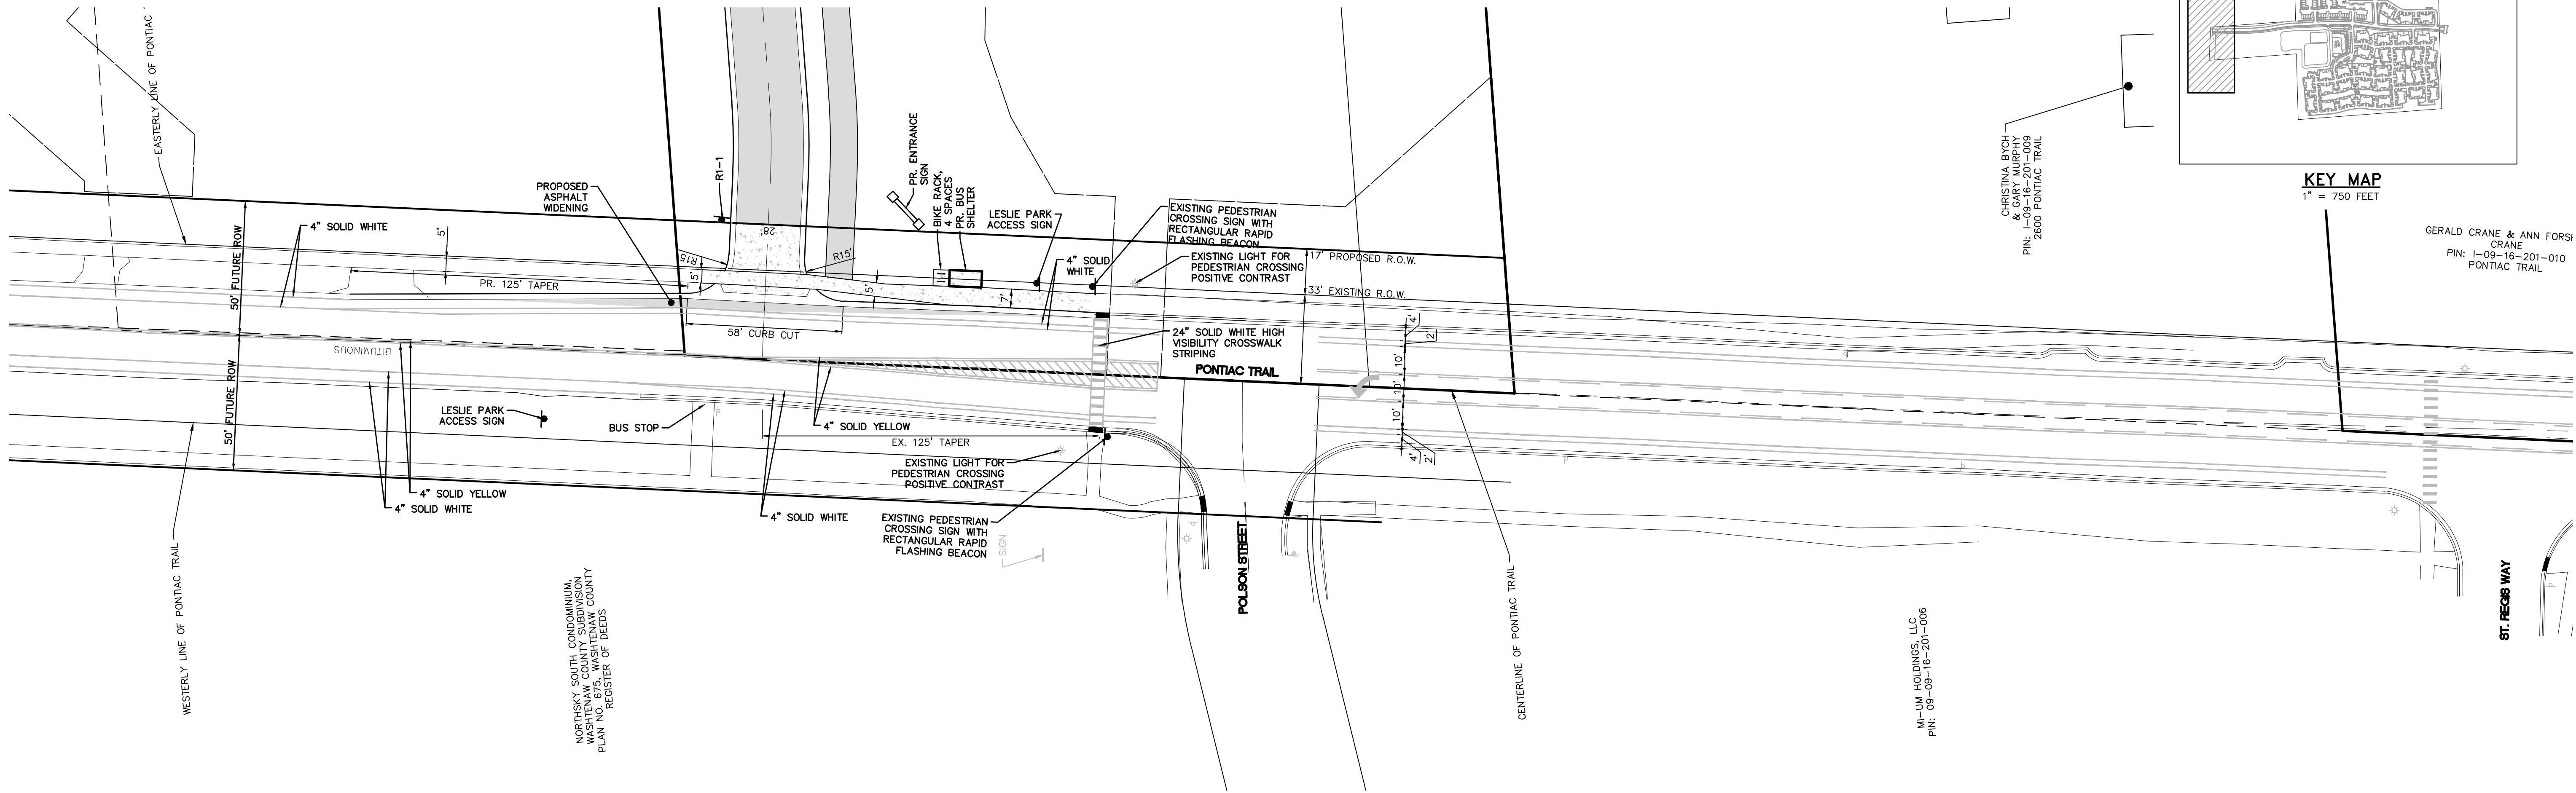 EASTERLY LINE OF PONTIAC
50' FUTURE ROW
50' FUTURE ROW
4" SOLID WHITE
5'
PROPOSED
ASPHALT
WIDENING
R1-1
28'
R15
R15'
5'
5'
7'
PR. 125' TAPER
58' CURB CUT
PR. ENTRANCE
SIGN
BIKE RACK,
4 SPACES
PR. BUS
SHELTER
LESLIE PARK
ACCESS SIGN
4" SOLID
WHITE
EXISTING PEDESTRIAN
CROSSING SIGN WITH
RECTANGULAR RAPID
FLASHING BEACON
EXISTING LIGHT FOR
PEDESTRIAN CROSSING
POSITIVE CONTRAST
17' PROPOSED R.O.W.
33' EXISTING R.O.W.
24" SOLID WHITE HIGH
VISIBILITY CROSSWALK
STRIPING
PONTIAC TRAIL
4'
2'
10'
10'
10'
4'
2'
BITUMINOUS
LESLIE PARK
ACCESS SIGN
BUS STOP
4" SOLID YELLOW
EX. 125' TAPER
EXISTING LIGHT FOR
PEDESTRIAN CROSSING
POSITIVE CONTRAST
4" SOLID YELLOW
4" SOLID WHITE
4" SOLID WHITE
EXISTING PEDESTRIAN
CROSSING SIGN WITH
RECTANGULAR RAPID
FLASHING BEACON
SIGN
WESTERLY LINE OF PONTIAC TRAIL
NORTHSKY SOUTH CONDOMINIUM,
WASHTENAW COUNTY SUBDIVISION
PLAN NO. 675, WASHTENAW COUNTY
REGISTER OF DEEDS
POLSON STREET
CENTERLINE OF PONTIAC TRAIL
MI-UM HOLDINGS, LLC
PIN: 09-09-16-201-006
ST. REGIS WAY
CHRISTINA BYCH
& GARY MURPHY
PIN: I-09-16-201-009
2600 PONTIAC TRAIL
KEY MAP
1" = 750 FEET
GERALD CRANE & ANN FORSH
CRANE
PIN: I-09-16-201-010
PONTIAC TRAIL